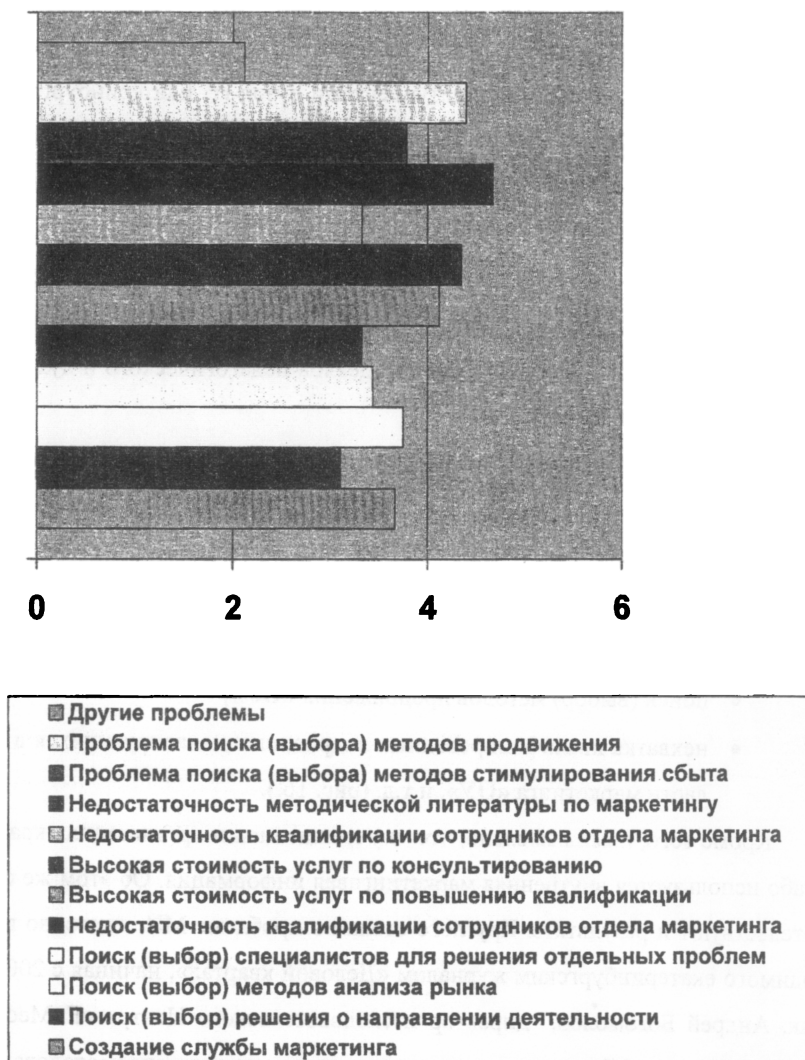 0 2 4 6
Другие проблемы
Проблема поиска (выбора) методов продвижения
Проблема поиска (выбора) методов стимулирования сбыта
Недостаточность методической литературы по маркетингу
Недостаточность квалификации сотрудников отдела маркетинга
Высокая стоимость услуг по консультированию
Высокая стоимость услуг по повышению квалификации
Недостаточность квалификации сотрудников отдела маркетинга
Поиск (выбор) специалистов для решения отдельных проблем
Поиск (выбор) методов анализа рынка
Поиск (выбор) решения о направлении деятельности
Создание службы маркетинга